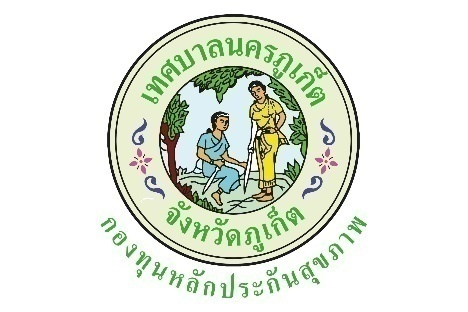 เทศบาลนครภูเก็ต
จังหวัดภูเก็ต
กองทุนหลักประกันสุขภาพ